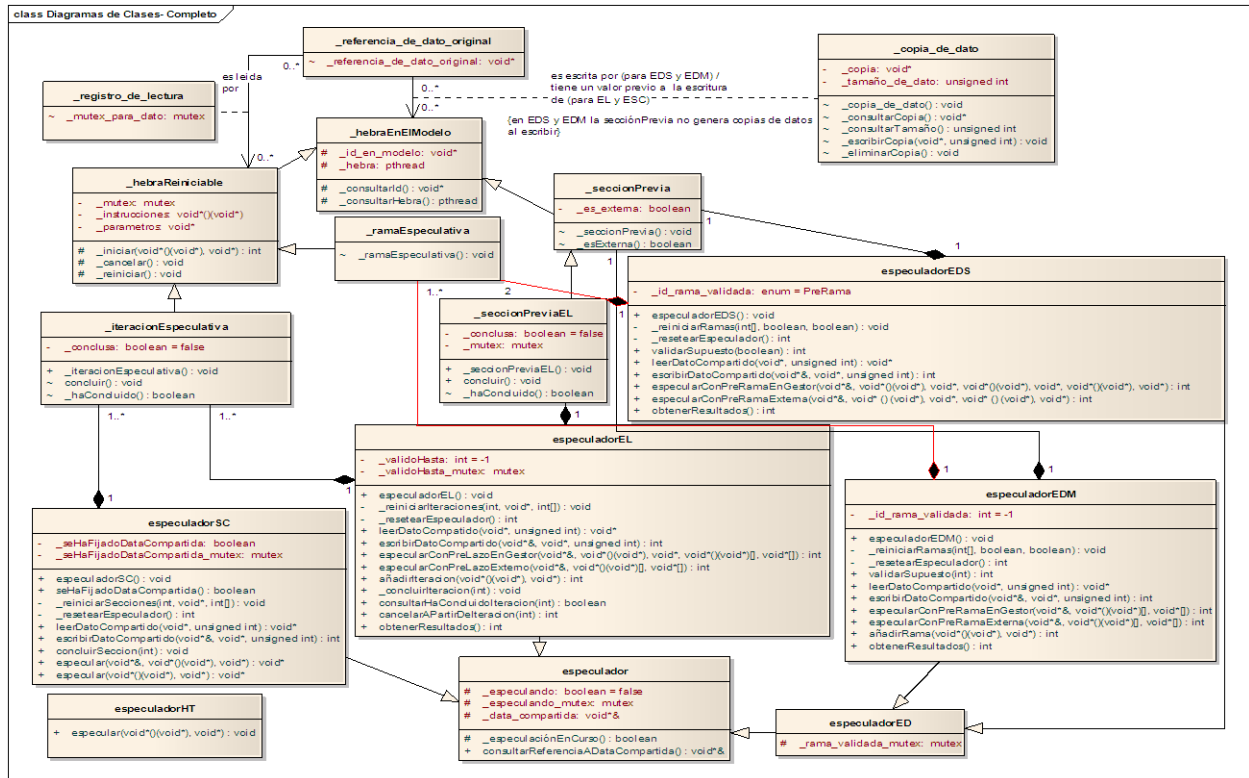 class Diagramas de Clases- Completo
_referencia_de_dato_original
~ _referencia_de_dato_original: void*
_copia_de_dato
- _copia: void*
- _tamaño_de_dato: unsigned int
~ _copia_de_dato() : void
~ _consultarCopia() : void*
~ _consultarTamaño() : unsigned int
~ _escribirCopia(void*, unsigned int) : void
~ _eliminarCopia() : void
0..*
es leida
por
0..*
es escrita por (para EDS y EDM) /
tiene un valor previo a la escritura
de (para EL y ESC)
{en EDS y EDM la secciónPrevia no genera copias de datos
al escribir}
0..*
0..*
_registro_de_lectura
~ _mutex_para_dato: mutex
_hebraEnElModelo
# _id_en_modelo: void*
# _hebra: pthread
# _consultarId() : void*
# _consultarHebra() : pthread
_hebraReiniciable
- _mutex: mutex
- _instrucciones: void*()(void*)
- _parametros: void*
# _iniciar(void*()(void*), void*) : int
# _cancelar() : void
# _reiniciar() : void
_seccionPrevia
- _es_externa: boolean
~ _seccionPrevia() : void
~ _esExterna() : boolean
1
1
1
_ramaEspeculativa
~ _ramaEspeculativa() : void
1..*
2
1
especuladorEDS
- _id_rama_validada: enum = PreRama
+ especuladorEDS() : void
- _reiniciarRamas(int[], boolean, boolean) : void
- _resetearEspeculador() : int
+ validarSupuesto(boolean) : int
+ leerDatoCompartido(void*, unsigned int) : void*
+ escribirDatoCompartido(void*&, void*, unsigned int) : int
+ especularConPreRamaEnGestor(void*&, void*()(void*), void*, void*()(void*), void*, void*()(void*), void*) : int
+ especularConPreRamaExterna(void*&, void* ()(void*), void*, void* ()(void*), void*) : int
+ obtenerResultados() : int
_iteracionEspeculativa
- _conclusa: boolean = false
+ _iteracionEspeculativa() : void
~ concluir() : void
~ _haConcluido() : boolean
1..*
1..*
_seccionPreviaEL
- _conclusa: boolean = false
- _mutex: mutex
+ _seccionPreviaEL() : void
+ concluir() : void
~ _haConcluido() : boolean
1
1
1
1
especuladorEL
- _validoHasta: int = -1
- _validoHasta_mutex: mutex
+ especuladorEL() : void
- _reiniciarIteraciones(int, void*, int[]) : void
- _resetearEspeculador() : int
+ leerDatoCompatido(void*, unsigned int) : void*
+ escribirDatoCompartido(void*&, void*, unsigned int) : int
+ especularConPreLazoEnGestor(void*&, void*()(void*), void*, void*()(void*)[], void*[]) : int
+ especularConPreLazoExterno(void*&, void*()(void*)[], void*[]) : int
+ añadirIteracion(void*()(void*), void*) : int
- _concluirIteracion(int) : void
+ consultarHaConcluidoIteracion(int) : boolean
+ cancelarAPartirDeIteracion(int) : int
+ obtenerResultados() : int
1
especuladorSC
- _seHaFijadoDataCompartida: boolean
- _seHaFijadoDataCompartida_mutex: mutex
+ especuladorSC() : void
+ seHaFijadoDataCompartida() : boolean
- _reiniciarSecciones(int, void*, int[]) : void
- _resetearEspeculador() : int
+ leerDatoCompartido(void*, unsigned int) : void*
+ escribirDatoCompartido(void*&, void*, unsigned int) : int
+ concluirSeccion(int) : void
+ especular(void*&, void*()(void*), void*) : void*
+ especular(void*()(void*), void*) : void*
especuladorEDM
- _id_rama_validada: int = -1
+ especuladorEDM() : void
- _reiniciarRamas(int[], boolean, boolean) : void
- _resetearEspeculador() : int
+ validarSupuesto(int) : int
+ leerDatoCompartido(void*, unsigned int) : void*
+ escribirDatoCompartido(void*&, void*, unsigned int) : int
+ especularConPreRamaEnGestor(void*&, void*()(void*)[], void*[]) : int
+ especularConPreRamaExterna(void*&, void*()(void*)[], void*[]) : int
+ añadirRama(void*()(void*), void*) : int
+ obtenerResultados() : int
especulador
# _especulando: boolean = false
# _especulando_mutex: mutex
# _data_compartida: void*&
# _especulaciónEnCurso() : boolean
+ consultarReferenciaADataCompartida() : void*&
especuladorHT
+ especular(void*()(void*), void*) : void
especuladorED
# _rama_validada_mutex: mutex